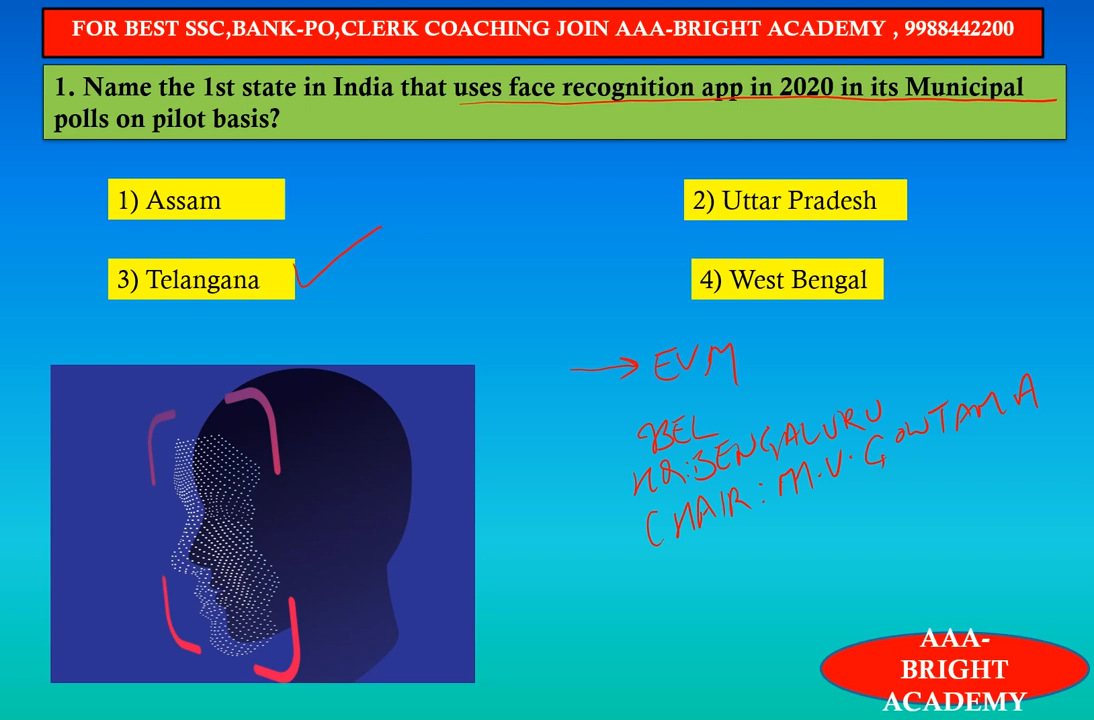 FOR BEST SSC,BANK-PO,CLERK COACHING JOIN AAA-BRIGHT ACADEMY , 9988442200
1. Name the 1st state in India that uses face recognition app in 2020 in its Municipal
polls on pilot basis?
1) Assam
2) Uttar Pradesh
3) Telangana
4) West Bengal
→ EVM
BEL
HQ:BENGALURU
CHAIR: M.V.GOWTAMA
AAA-
BRIGHT
ACADEMY